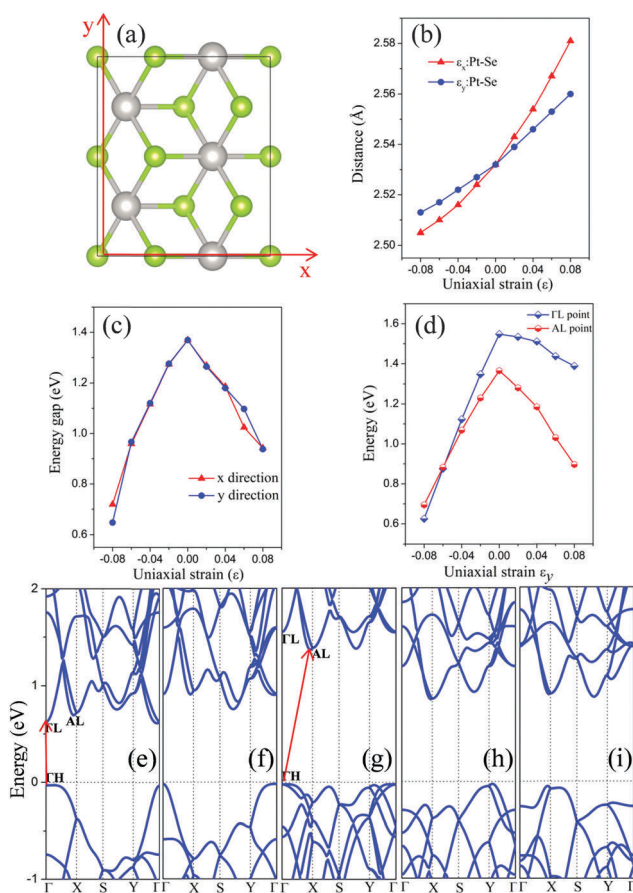 (a)
y
x
(b)
εx:Pt-Se
εy:Pt-Se
Distance (Å)
2.58
2.56
2.54
2.52
2.50
-0.08 -0.04 0.00 0.04 0.08
Uniaxial strain (ε)
(c)
Energy gap (eV)
1.4
1.2
1.0
0.8
0.6
x direction
y direction
-0.08 -0.04 0.00 0.04 0.08
Uniaxial strain (ε)
(d)
ΓL point
AL point
Energy (eV)
1.6
1.4
1.2
1.0
0.8
0.6
-0.08 -0.04 0.00 0.04 0.08
Uniaxial strain εy
Energy (eV)
2
1
0
-1
ΓL AL
ΓH
(e)
Γ X S Y Γ
(f)
X S Y Γ
ΓL
AL
ΓH
(g)
X S Y Γ
(h)
X S Y Γ
(i)
X S Y Γ